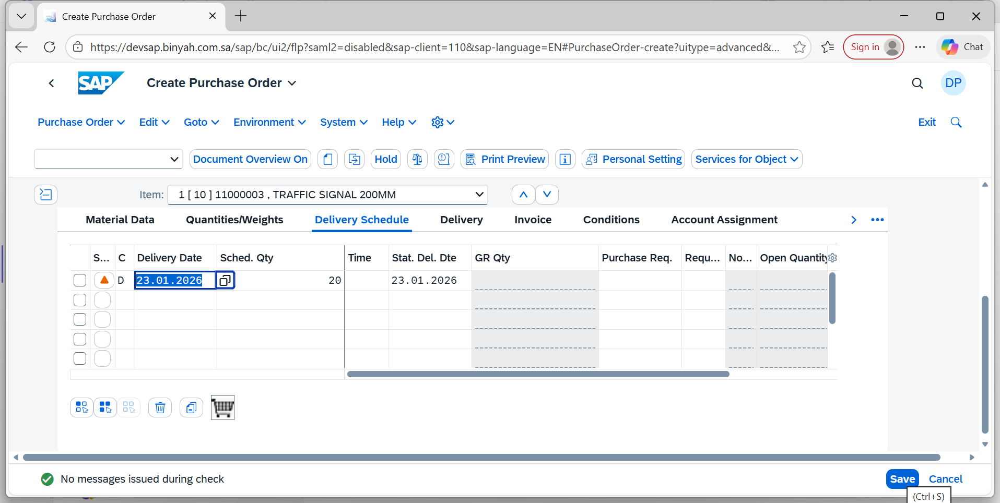 Create Purchase Order
https://devsap.binyah.com.sa/sap/bc/ui2/flp?saml2=disabled&sap-client=110&sap-language=EN#PurchaseOrder-create?uitype=advanced&...
Sign in
Chat
SAP
Create Purchase Order
DP
Purchase Order
Edit
Goto
Environment
System
Help
Exit
Document Overview On
Hold
Print Preview
Personal Setting
Services for Object
Item:
1 [ 10 ] 11000003 , TRAFFIC SIGNAL 200MM
Material Data
Quantities/Weights
Delivery Schedule
Delivery
Invoice
Conditions
Account Assignment
S... C Delivery Date Sched. Qty Time Stat. Del. Dte GR Qty Purchase Req. Requ... No... Open Quantity
D 23.01.2026 20 23.01.2026
No messages issued during check
Save
Cancel
(Ctrl+S)